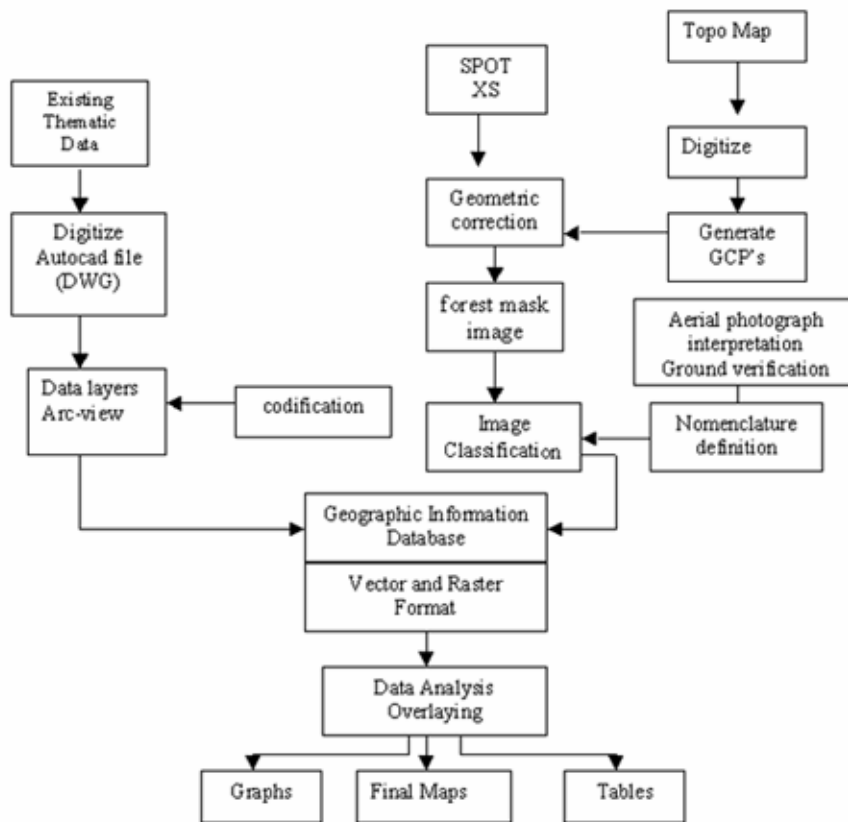 Topo Map
SPOT
XS
Existing
Thematic
Data
Digitize
Geometric
correction
Generate
GCP's
Digitize
Autocad file
(DWG)
forest mask
image
Aerial photograph
interpretation
Ground verification
Data layers
Arc-view
codification
Image
Classification
Nomenclature
definition
Geographic Information
Database
Vector and Raster
Format
Data Analysis
Overlaying
Graphs
Final Maps
Tables